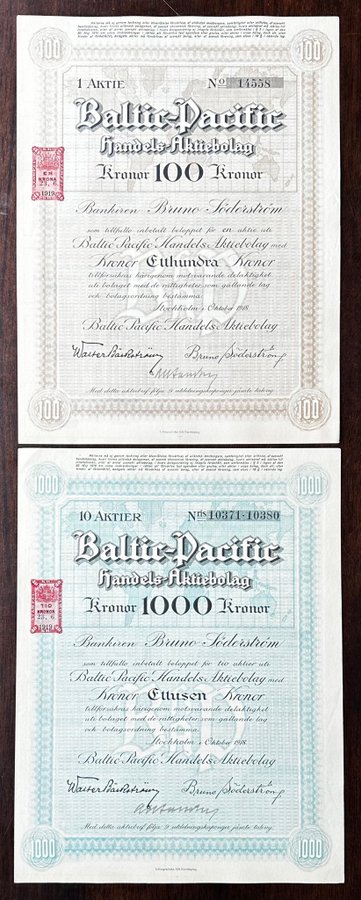 100
100
1 AKTIE
No 14558
Baltic-Pacific
Handels-Aktiebolag
Kronor 100 Kronor
EN
KRONA
23. 6.
1919
Bankiren Bruno Söderström
som tillfullo inbetalt beloppet för en aktie uti
Baltic Pacific Handels Aktiebolag med
Kronor Etthundra Kronor
tillförsäkras härigenom motsvarande delaktighet
uti bolaget med de rättigheter, som gällande lag
och bolagsordning bestämma.
Stockholm i Oktober 1918.
Baltic Pacific Handels Aktiebolag
Bruno Söderström
Med detta aktiebref följa 9 utdelningskuponger jämte talong.
100
100
1000
1000
10 AKTIER
Nris 10371-10380
Baltic-Pacific
Handels-Aktiebolag
Kronor 1000 Kronor
TIO
KRONOR
23. 6.
1919
Bankiren Bruno Söderström
som tillfullo inbetalt beloppet för tio aktier uti
Baltic Pacific Handels Aktiebolag med
Kronor Ettusen Kronor
tillförsäkras härigenom motsvarande delaktighet
uti bolaget med de rättigheter, som gällande lag
och bolagsordning bestämma.
Stockholm i Oktober 1918.
Baltic Pacific Handels Aktiebolag
Bruno Söderström
Med detta aktiebref följa 9 utdelningskuponger jämte talong.
1000
1000